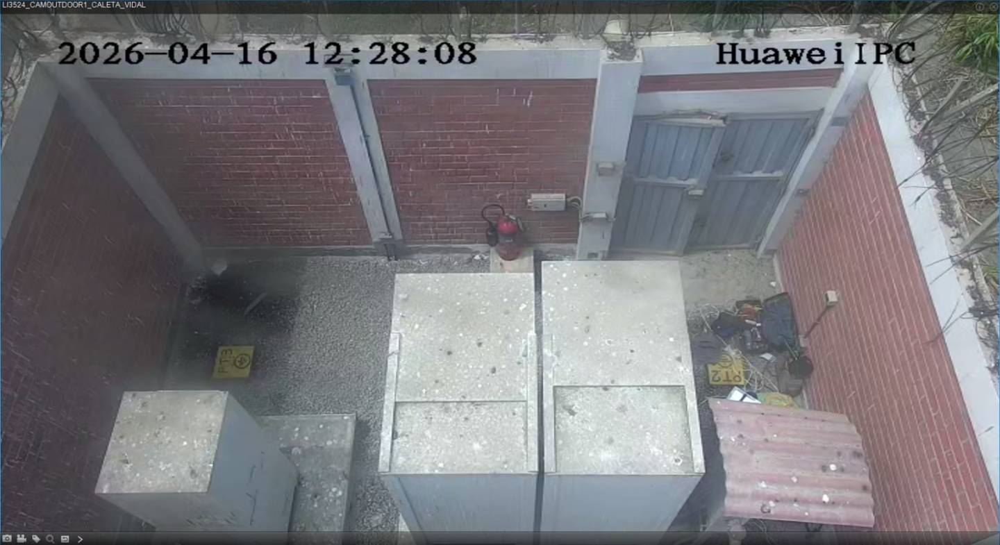 LI3524_CAMOUTDOOR1_CALETA_VIDAL
2026-04-16 12:28:08
HuaweiIPC
PT3
PT2